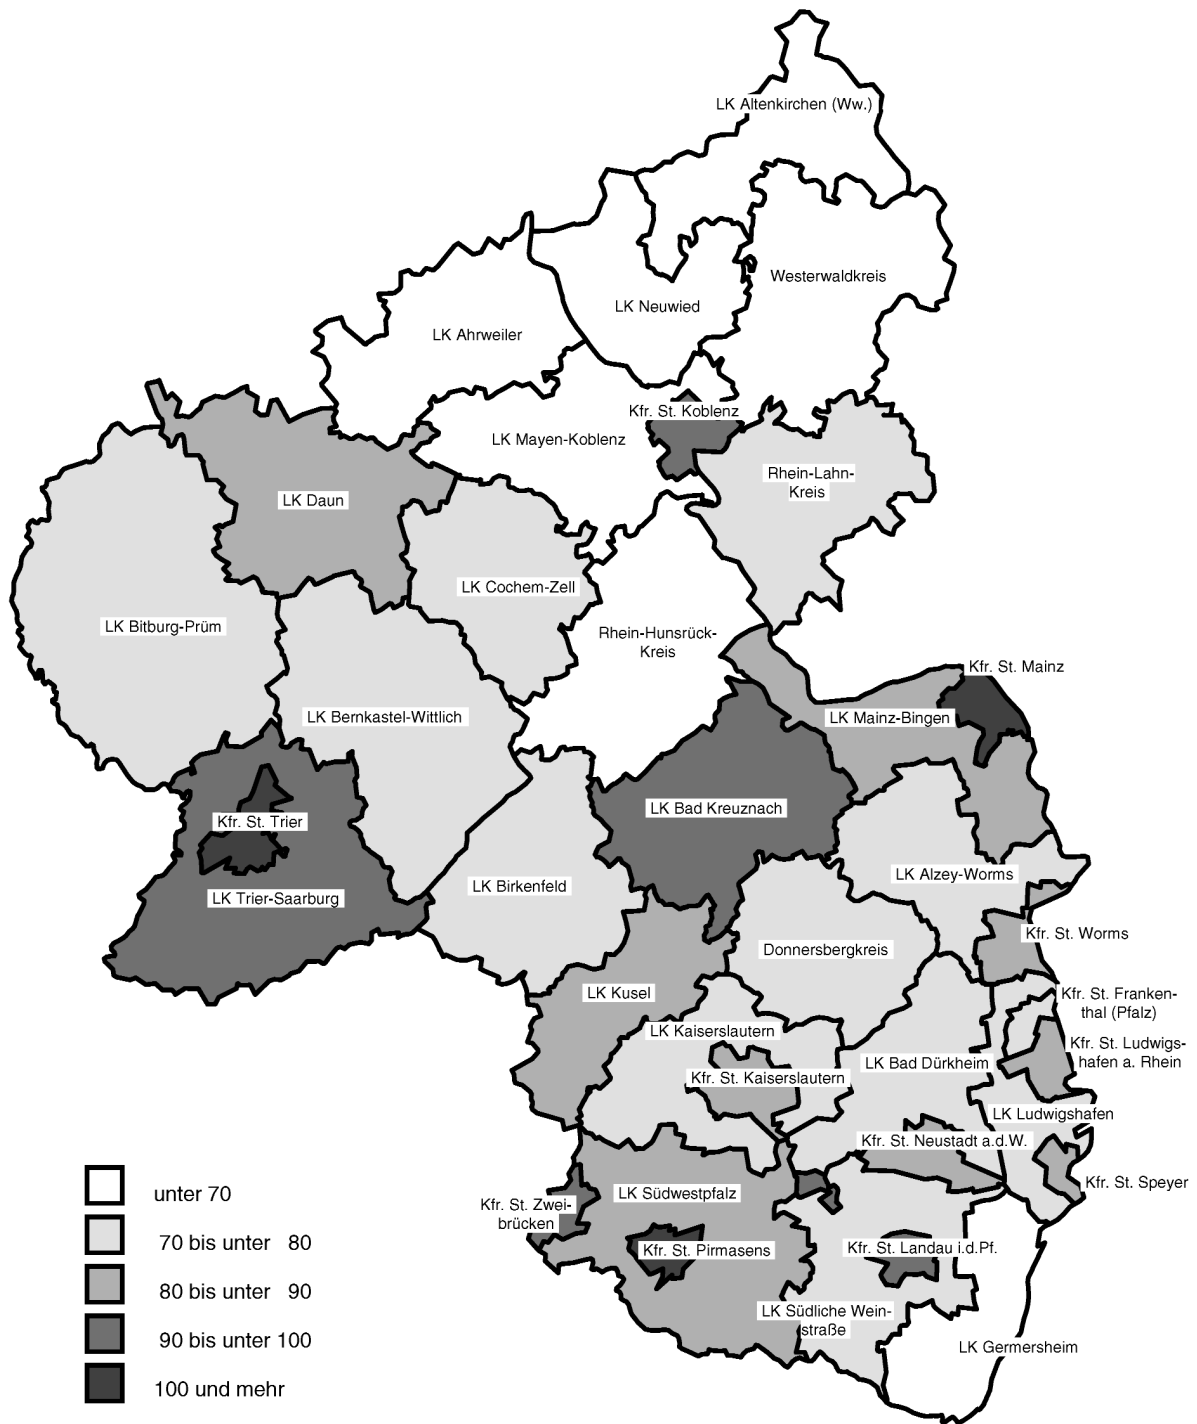 LK Altenkirchen (Ww.)
Westerwaldkreis
LK Neuwied
LK Ahrweiler
Kfr. St. Koblenz
LK Mayen-Koblenz
Rhein-Lahn-
Kreis
LK Daun
LK Cochem-Zell
LK Bitburg-Prüm
Rhein-Hunsrück-
Kreis
Kfr. St. Mainz
LK Bernkastel-Wittlich
LK Mainz-Bingen
LK Bad Kreuznach
Kfr. St. Trier
LK Alzey-Worms
LK Birkenfeld
LK Trier-Saarburg
Kfr. St. Worms
Donnersbergkreis
LK Kusel
Kfr. St. Franken-
thal (Pfalz)
LK Kaiserslautern
Kfr. St. Ludwigs-
hafen a. Rhein
LK Bad Dürkheim
Kfr. St. Kaiserslautern
LK Ludwigshafen
Kfr. St. Neustadt a.d.W.
Kfr. St. Speyer
LK Südwestpfalz
Kfr. St. Zwei-
brücken
Kfr. St. Pirmasens
Kfr. St. Landau i.d.Pf.
LK Südliche Wein-
straße
LK Germersheim
unter 70
70 bis unter 80
80 bis unter 90
90 bis unter 100
100 und mehr